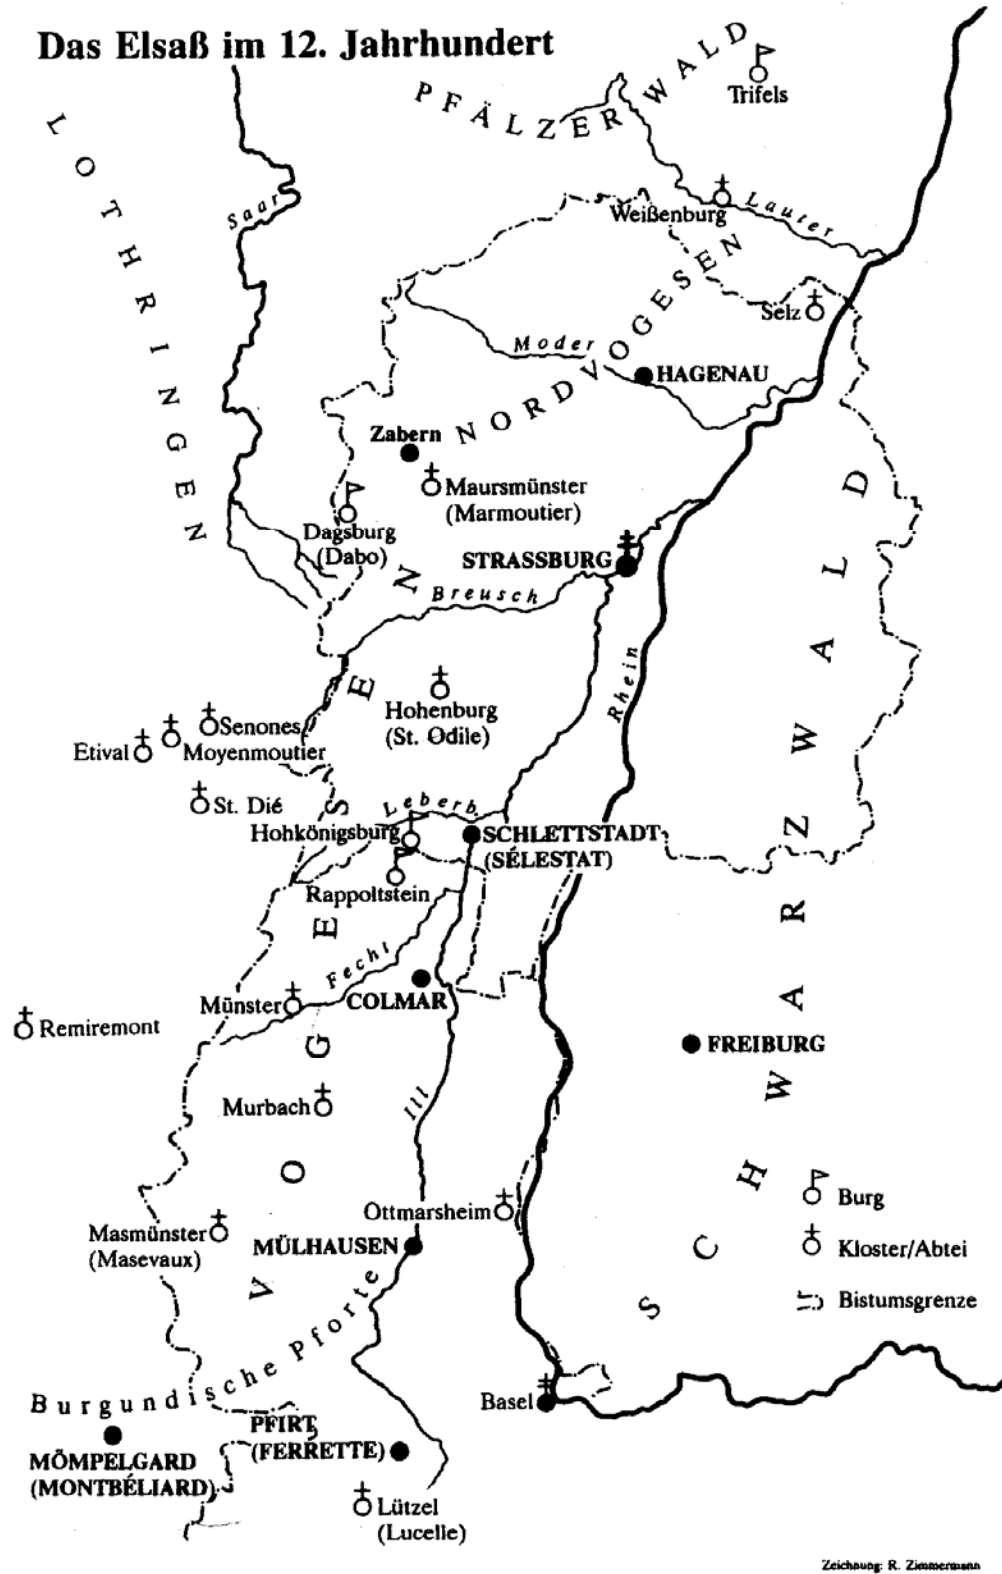 Das Elsaß im 12. Jahrhundert
PFÄLZER WALD
Trifels
LOTHRINGEN
Saar
Weißenburg
Lauter
NORDVOGESEN
Selz
Moder
HAGENAU
Zabern
Maursmünster
(Marmoutier)
Dagsburg
(Dabo)
STRASSBURG
Breusch
Rhein
SCHWARZWALD
VOGESEN
Hohenburg
(St. Odile)
Senones
Etival
Moyenmoutier
St. Dié
Leberb.
Hohkönigsburg
SCHLETTSTADT
(SÉLESTAT)
Rappoltstein
Fecht
Münster
COLMAR
Remiremont
FREIBURG
Murbach
Ill
Ottmarsheim
Masmünster
(Masevaux)
MÜLHAUSEN
Burg
Kloster/Abtei
Bistumsgrenze
Burgundische Pforte
Basel
PFIRT
(FERRETTE)
MÖMPELGARD
(MONTBÉLIARD)
Lützel
(Lucelle)
Zeichnung: R. Zimmermann